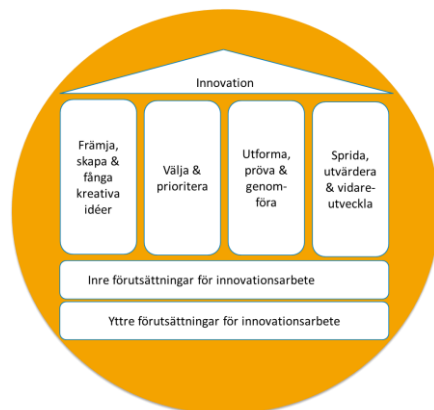 Innovation
Främja,
skapa &
fånga
kreativa
idéer
Välja &
prioritera
Utforma,
pröva &
genom-
föra
Sprida,
utvärdera
& vidare-
utveckla
Inre förutsättningar för innovationsarbete
Yttre förutsättningar för innovationsarbete